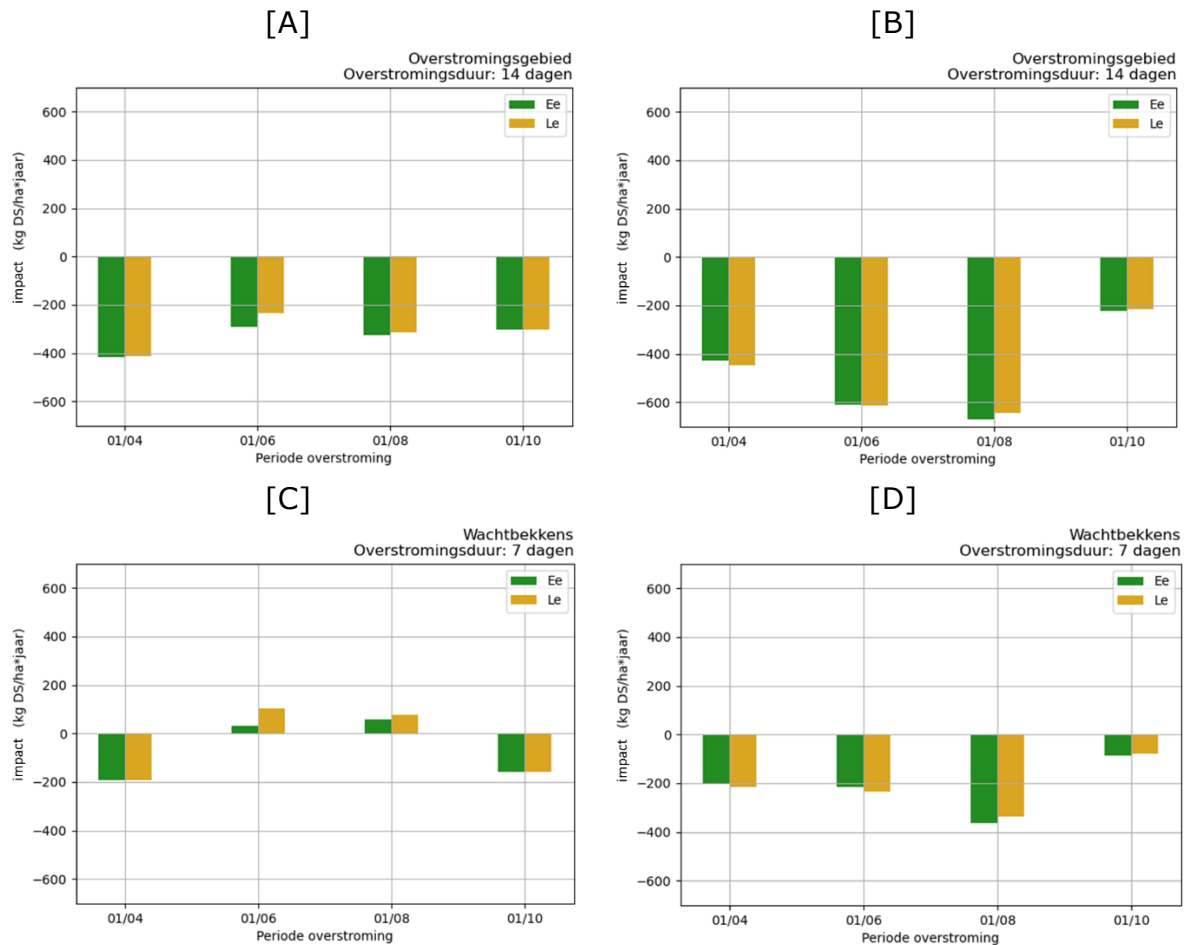 [A]
Overstromingsgebied
Overstromingsduur: 14 dagen
Ee
Le
600
400
200
0
−200
−400
−600
impact (kg DS/ha*jaar)
01/04 01/06 01/08 01/10
Periode overstroming
[B]
Overstromingsgebied
Overstromingsduur: 14 dagen
Ee
Le
600
400
200
0
−200
−400
−600
impact (kg DS/ha*jaar)
01/04 01/06 01/08 01/10
Periode overstroming
[C]
Wachtbekkens
Overstromingsduur: 7 dagen
Ee
Le
600
400
200
0
−200
−400
−600
impact (kg DS/ha*jaar)
01/04 01/06 01/08 01/10
Periode overstroming
[D]
Wachtbekkens
Overstromingsduur: 7 dagen
Ee
Le
600
400
200
0
−200
−400
−600
impact (kg DS/ha*jaar)
01/04 01/06 01/08 01/10
Periode overstroming